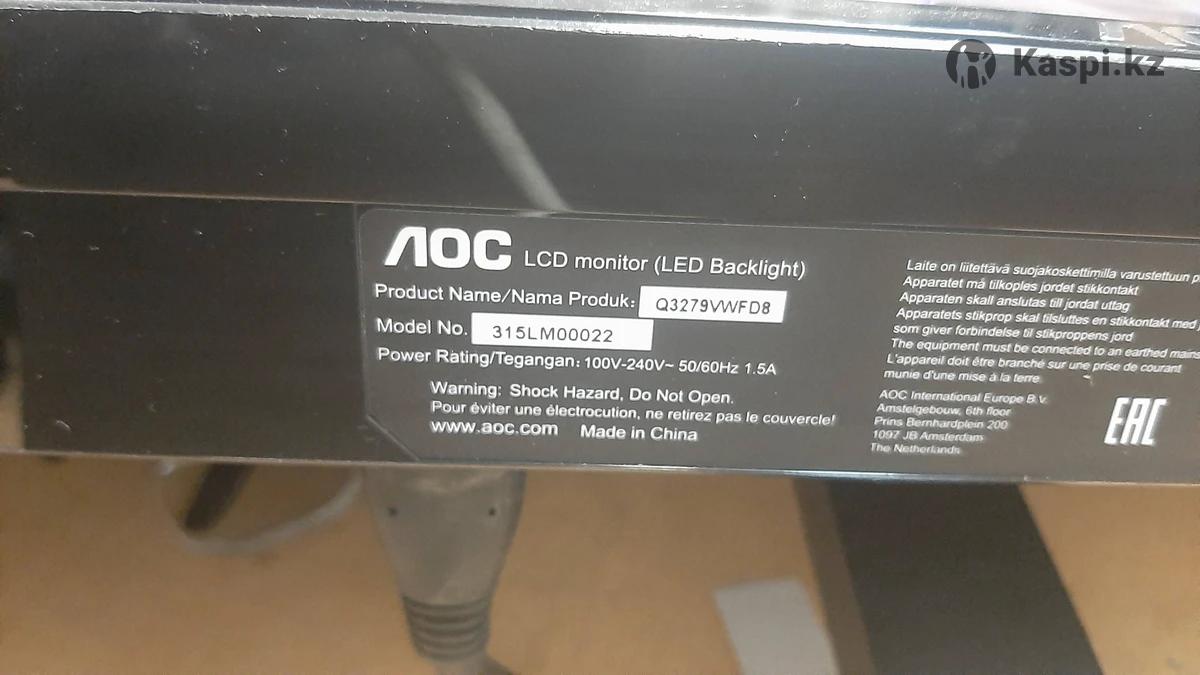 Kaspi.kz
AOC LCD monitor (LED Backlight)
Product Name/Nama Produk: Q3279VWFD8
Model No. 315LM00022
Power Rating/Tegangan: 100V-240V~ 50/60Hz 1.5A
Warning: Shock Hazard, Do Not Open.
Pour éviter une électrocution, ne retirez pas le couvercle!
www.aoc.com Made in China
Laite on liitettävä suojakoskettimilla varustettuun
Apparatet må tilkoples jordet stikkontakt
Apparaten skall anslutas till jordat uttag
Apparatets stikprop skal tilsluttes en stikkontakt med
som giver forbindelse til stikproppens jord
The equipment must be connected to an earthed mains
L'appareil doit être branché sur une prise de courant
munie d'une mise à la terre.
AOC International Europe B.V.
Amstelgebouw, 6th floor
Prins Bernhardplein 200
1097 JB Amsterdam
The Netherlands
EAC